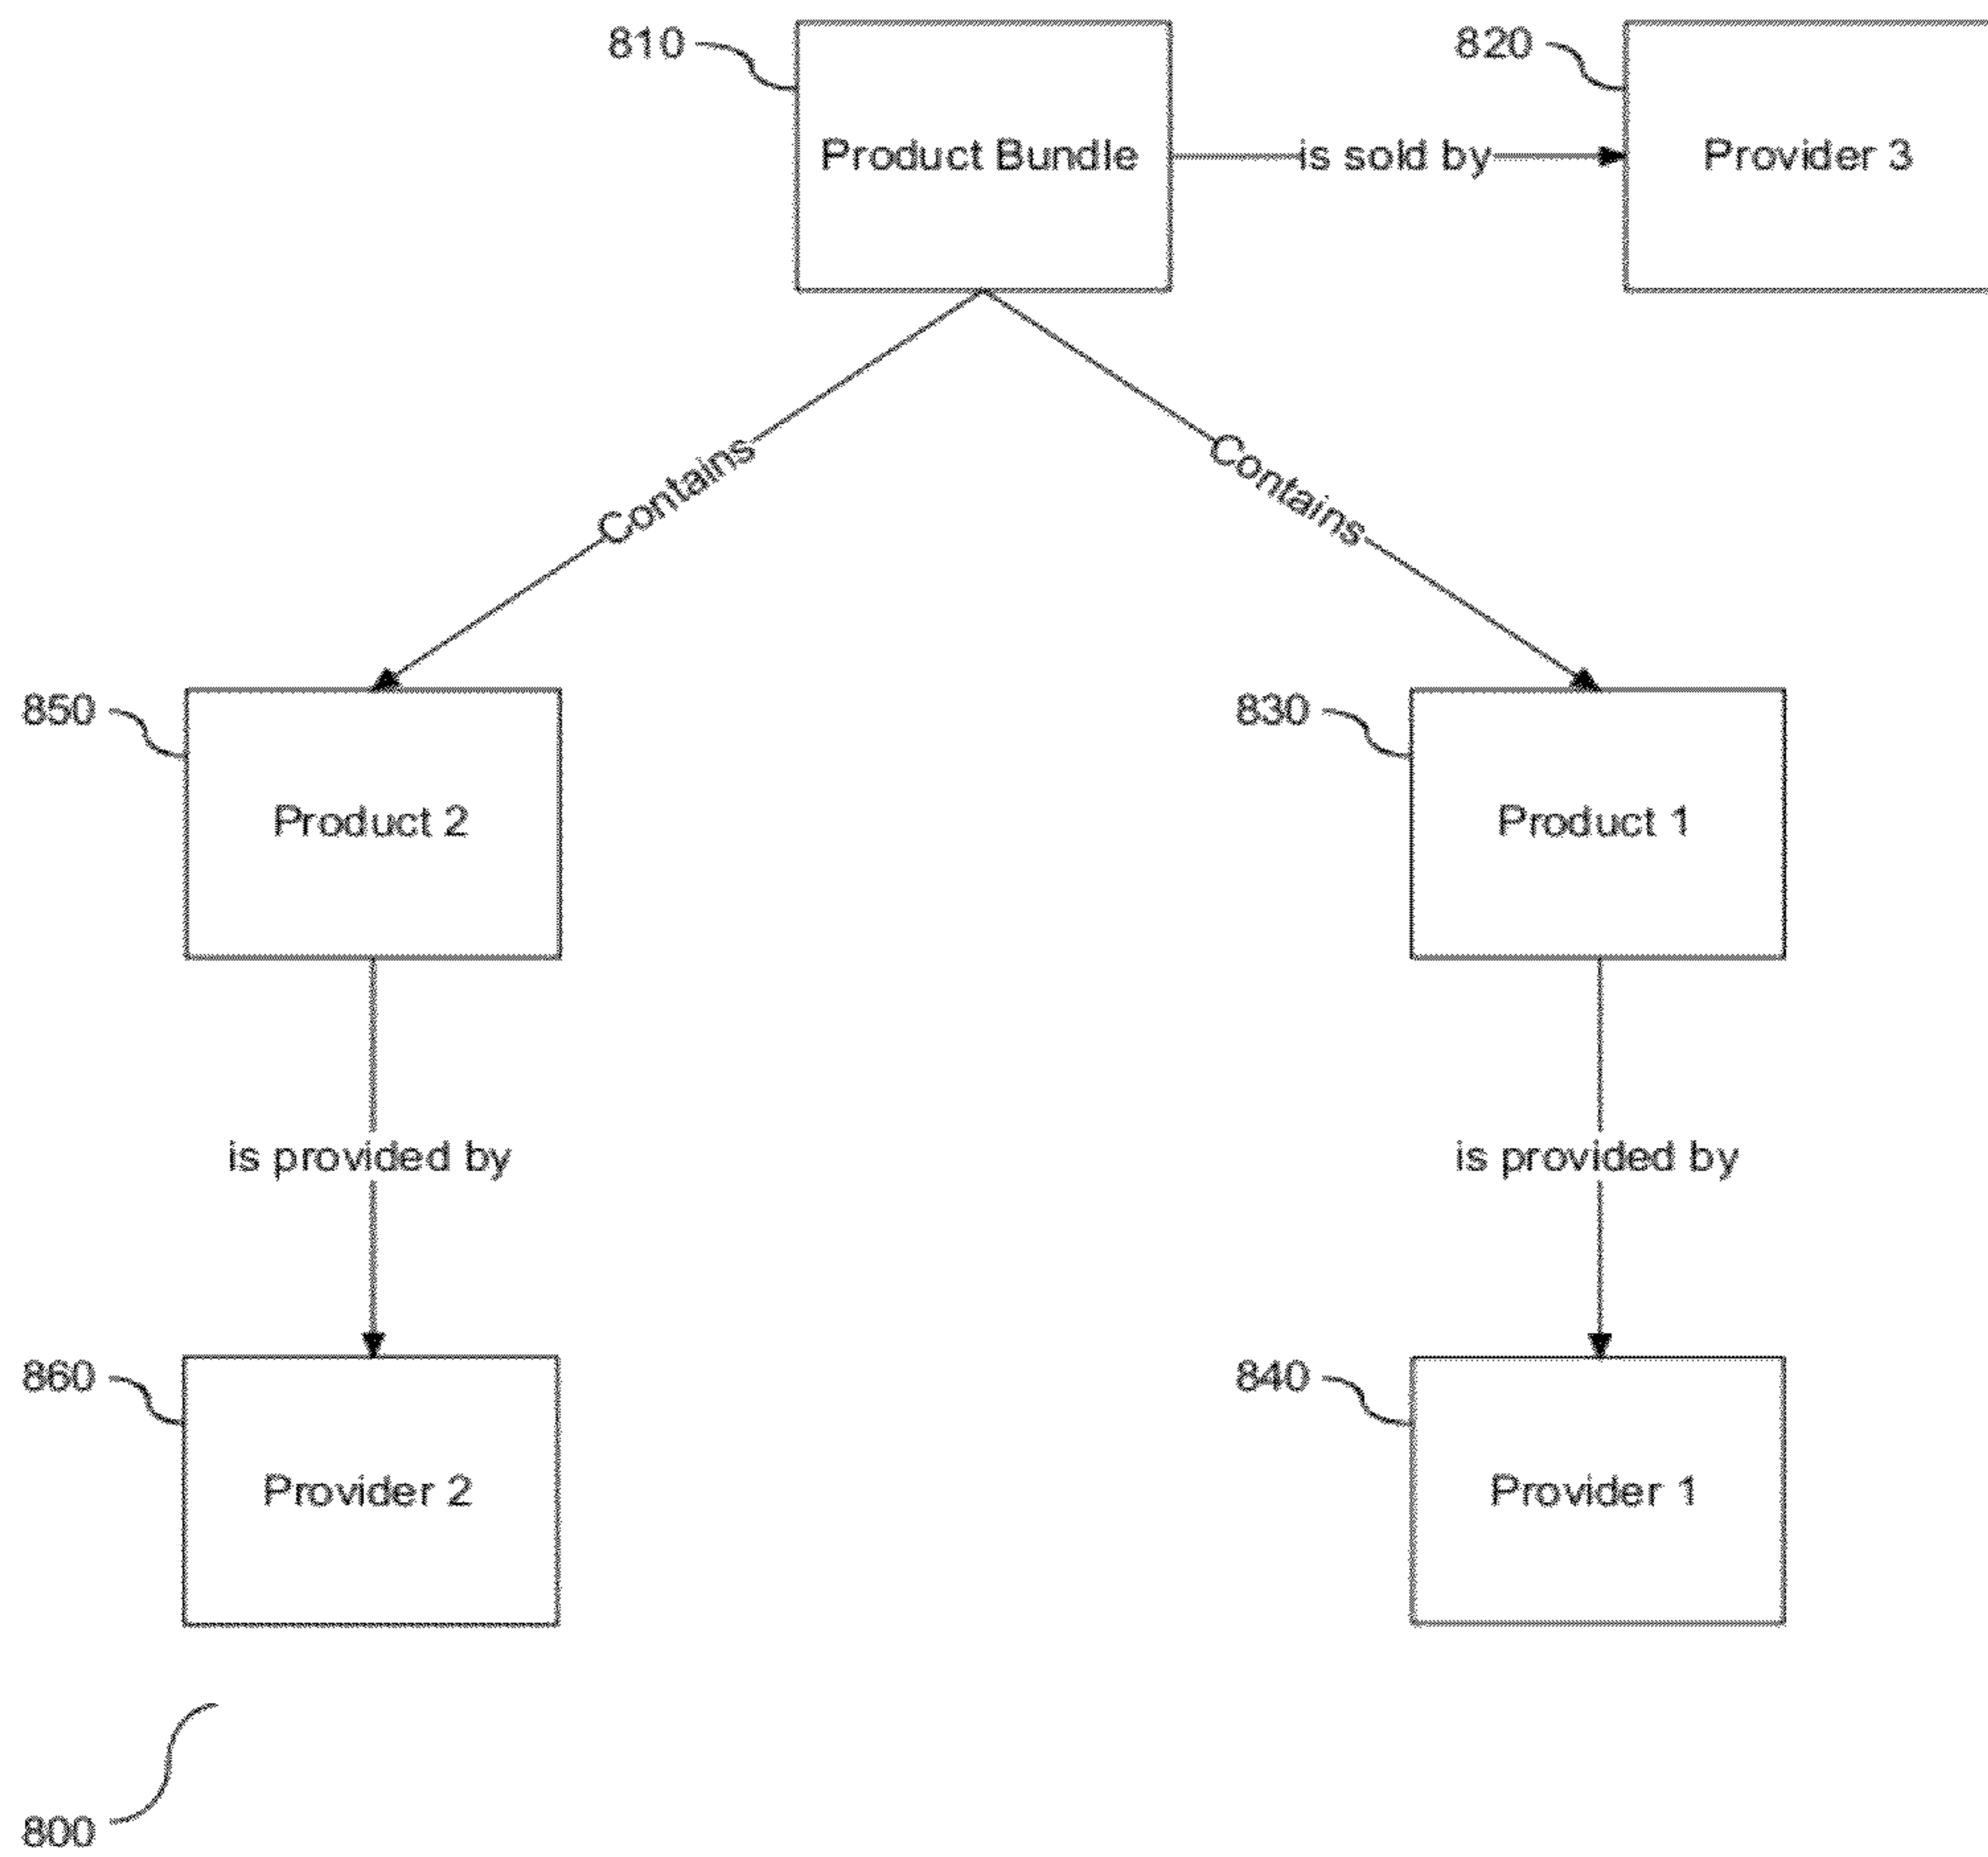 810
820
Product Bundle
is sold by
Provider 3
Contains
Contains
850
830
Product 2
Product 1
is provided by
is provided by
860
840
Provider 2
Provider 1
800